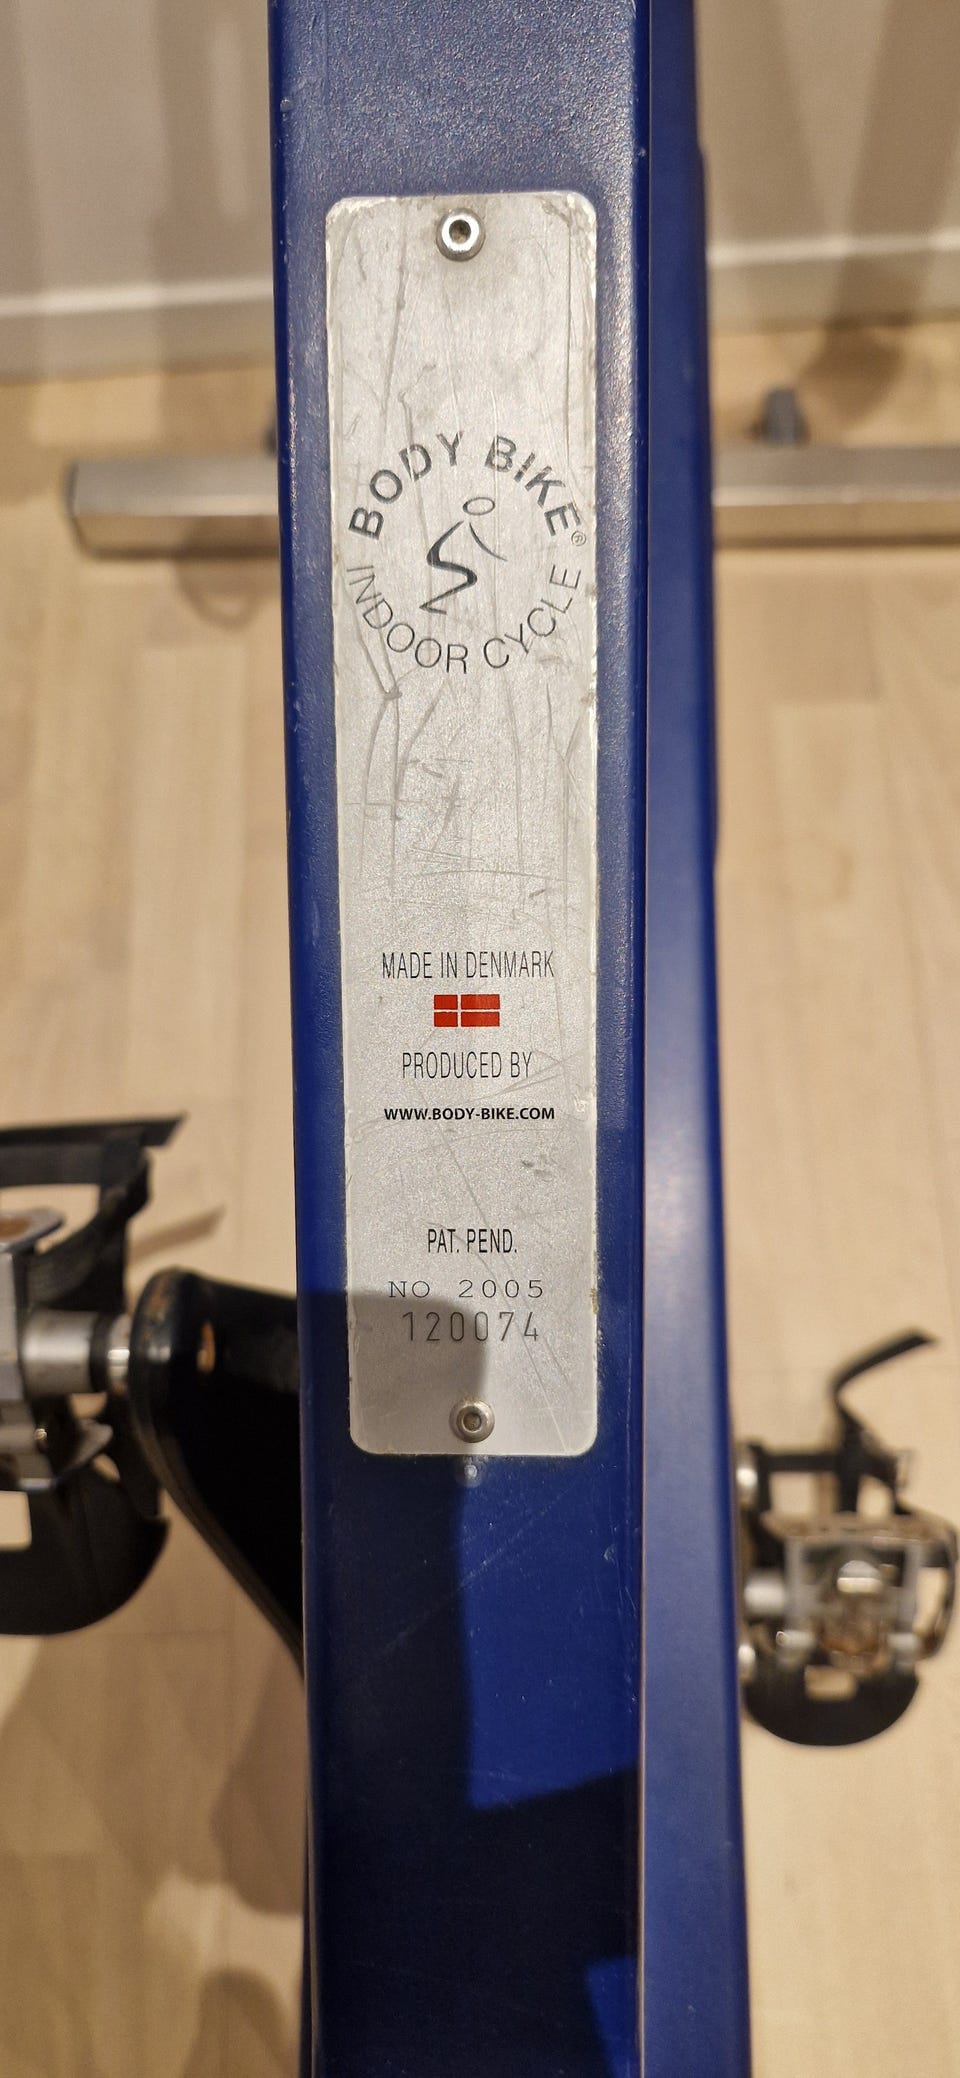 BODY BIKE®
INDOOR CYCLE
MADE IN DENMARK
PRODUCED BY
WWW.BODY-BIKE.COM
PAT. PEND.
NO 2005
120074